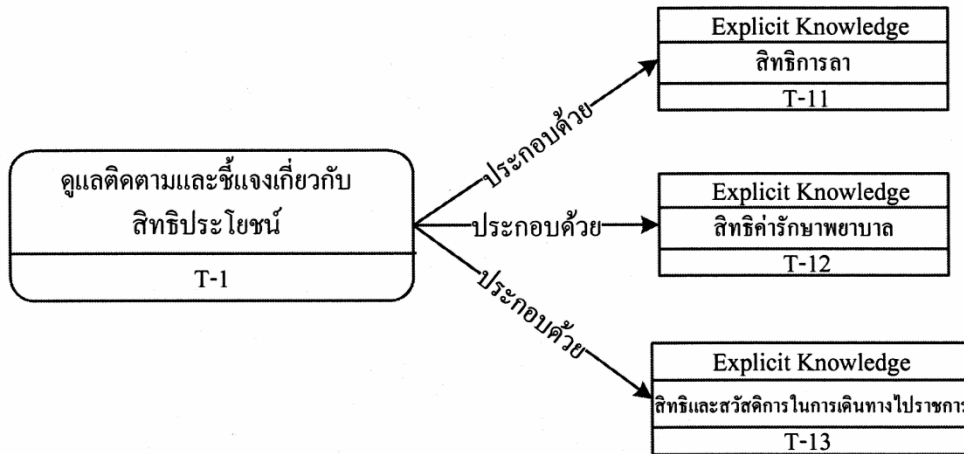 ดูแลติดตามและชี้แจงเกี่ยวกับ
สิทธิประโยชน์
T-1
ประกอบด้วย
ประกอบด้วย
ประกอบด้วย
Explicit Knowledge
สิทธิการลา
T-11
Explicit Knowledge
สิทธิค่ารักษาพยาบาล
T-12
Explicit Knowledge
สิทธิและสวัสดิการในการเดินทางไปราชการ
T-13